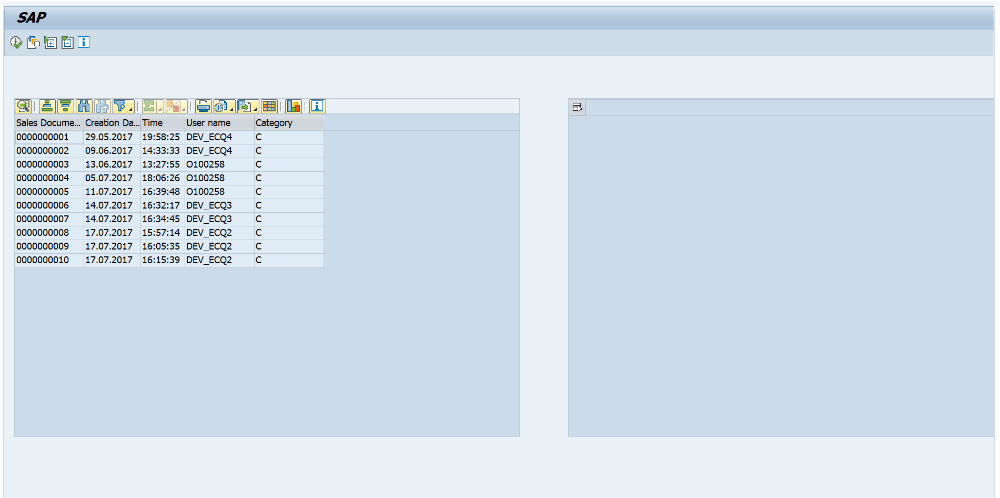 SAP
Sales Docume... Creation Da... Time User name Category
0000000001 29.05.2017 19:58:25 DEV_ECQ4 C
0000000002 09.06.2017 14:33:33 DEV_ECQ4 C
0000000003 13.06.2017 13:27:55 O100258 C
0000000004 05.07.2017 18:06:26 O100258 C
0000000005 11.07.2017 16:39:48 O100258 C
0000000006 14.07.2017 16:32:17 DEV_ECQ3 C
0000000007 14.07.2017 16:34:45 DEV_ECQ3 C
0000000008 17.07.2017 15:57:14 DEV_ECQ2 C
0000000009 17.07.2017 16:05:35 DEV_ECQ2 C
0000000010 17.07.2017 16:15:39 DEV_ECQ2 C